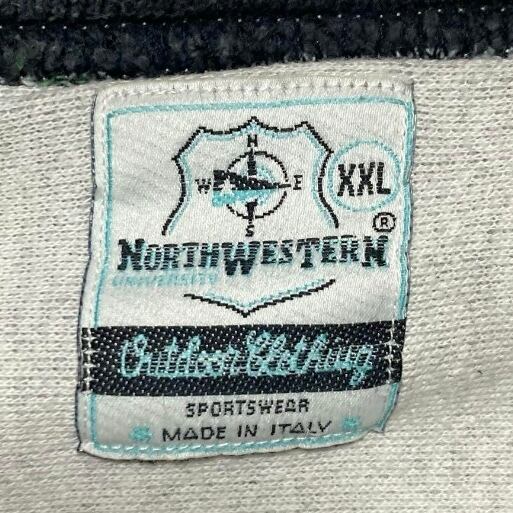 N
W E
S
XXL
®
NORTHWESTERN
UNIVERSITY
Outdoor Clothing
SPORTSWEAR
MADE IN ITALY